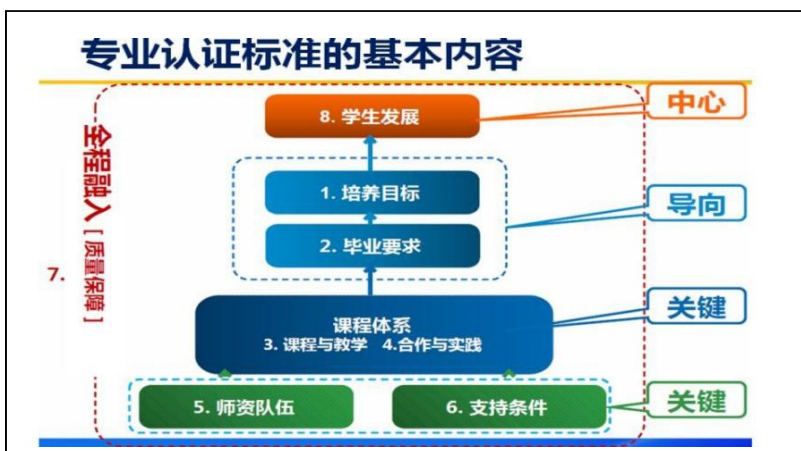 专业认证标准的基本内容
8. 学生发展
中心
全程融入
[质量保障]
7.
1. 培养目标
导向
2. 毕业要求
课程体系
关键
3. 课程与教学 4.合作与实践
5. 师资队伍
6. 支持条件
关键